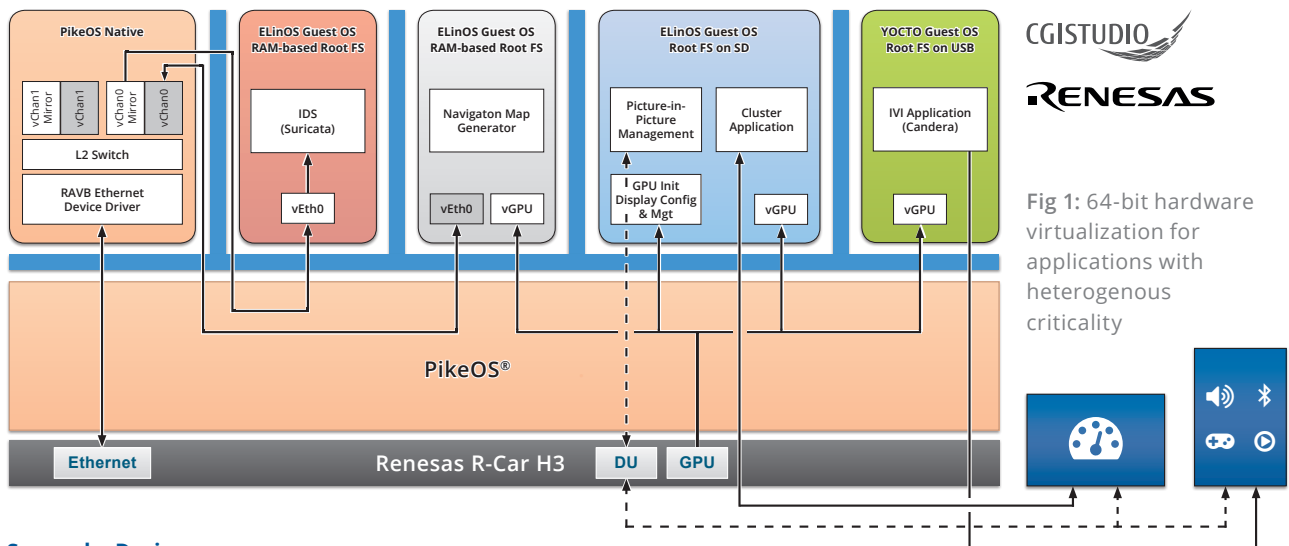 PikeOS Native
vChan1
Mirror
vChan1
vChan0
Mirror
vChan0
L2 Switch
RAVB Ethernet
Device Driver
ELinOS Guest OS
RAM-based Root FS
IDS
(Suricata)
vEth0
ELinOS Guest OS
RAM-based Root FS
Navigaton Map
Generator
vEth0
vGPU
ELinOS Guest OS
Root FS on SD
Picture-in-
Picture
Management
Cluster
Application
GPU Init
Display Config
& Mgt
vGPU
YOCTO Guest OS
Root FS on USB
IVI Application
(Candera)
vGPU
CGISTUDIO
RENESAS
Fig 1: 64-bit hardware
virtualization for
applications with
heterogenous
criticality
PikeOS®
Ethernet
Renesas R-Car H3
DU
GPU